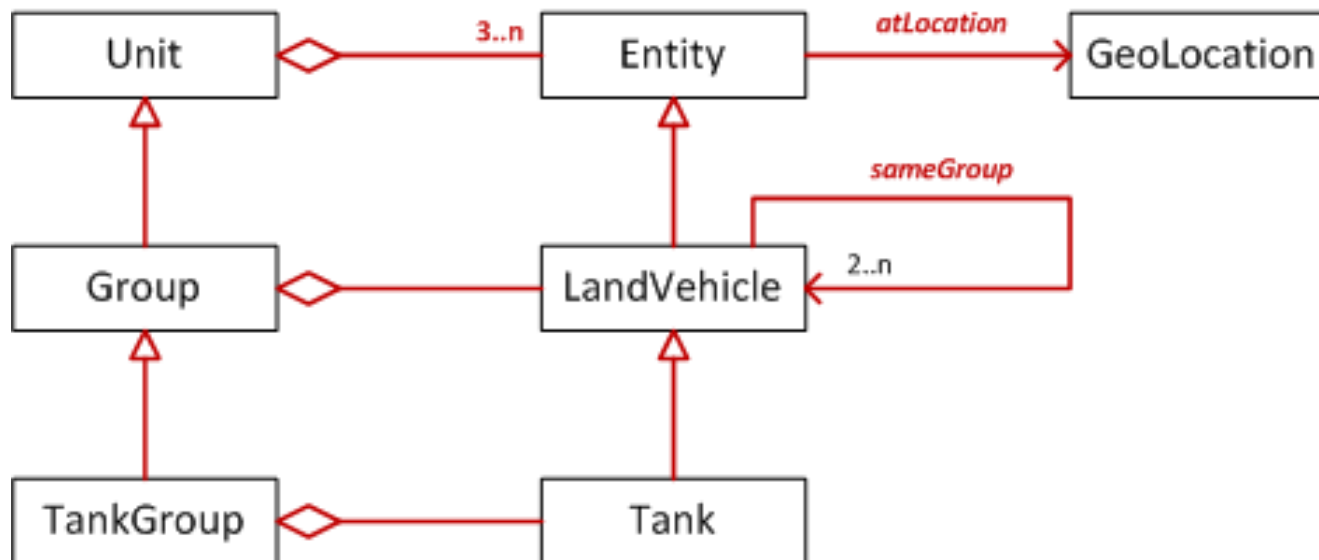 Unit
3..n
Entity
atLocation
GeoLocation
sameGroup
Group
LandVehicle
2..n
TankGroup
Tank